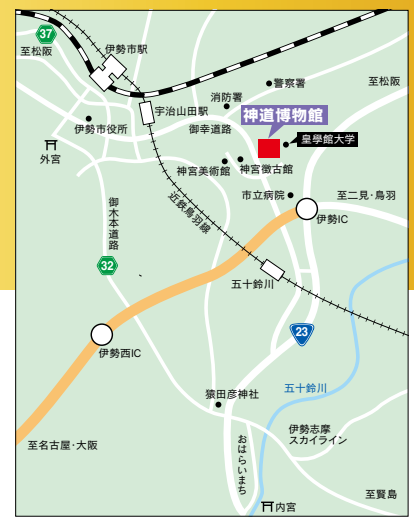 37
至松阪
伊勢市駅
警察署
至松阪
消防署
宇治山田駅
神道博物館
伊勢市役所
御幸道路
皇學館大学
外宮
神宮美術館
神宮徴古館
御木本道路
近鉄鳥羽線
市立病院
至二見・鳥羽
伊勢IC
32
五十鈴川
23
伊勢西IC
猿田彦神社
五十鈴川
伊勢志摩
スカイライン
おはらいまち
至名古屋・大阪
内宮
至賢島